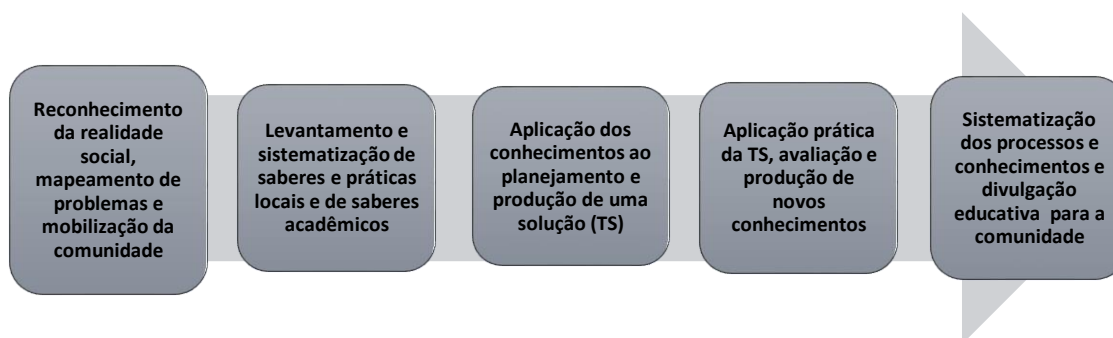 Reconhecimento
da realidade
social,
mapeamento de
problemas e
mobilização da
comunidade
Levantamento e
sistematização de
saberes e práticas
locais e de saberes
acadêmicos
Aplicação dos
conhecimentos ao
planejamento e
produção de uma
solução (TS)
Aplicação prática
da TS, avaliação e
produção de
novos
conhecimentos
Sistematização
dos processos e
conhecimentos e
divulgação
educativa para a
comunidade